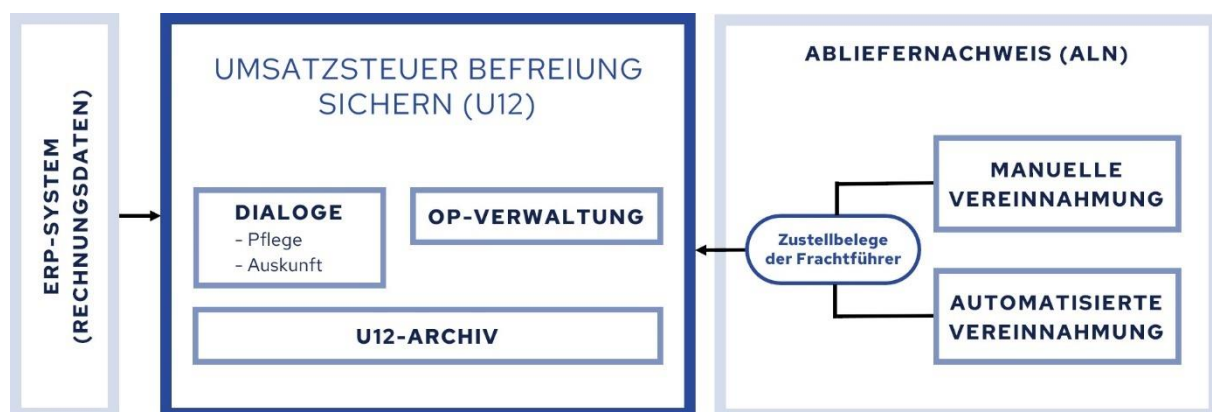 ERP-SYSTEM
(RECHNUNGSDATEN)
UMSATZSTEUER BEFREIUNG
SICHERN (U12)
DIALOGE
- Pflege
- Auskunft
OP-VERWALTUNG
U12-ARCHIV
ABLIEFERNACHWEIS (ALN)
Zustellbelege
der Frachtführer
MANUELLE
VEREINNAHMUNG
AUTOMATISIERTE
VEREINNAHMUNG